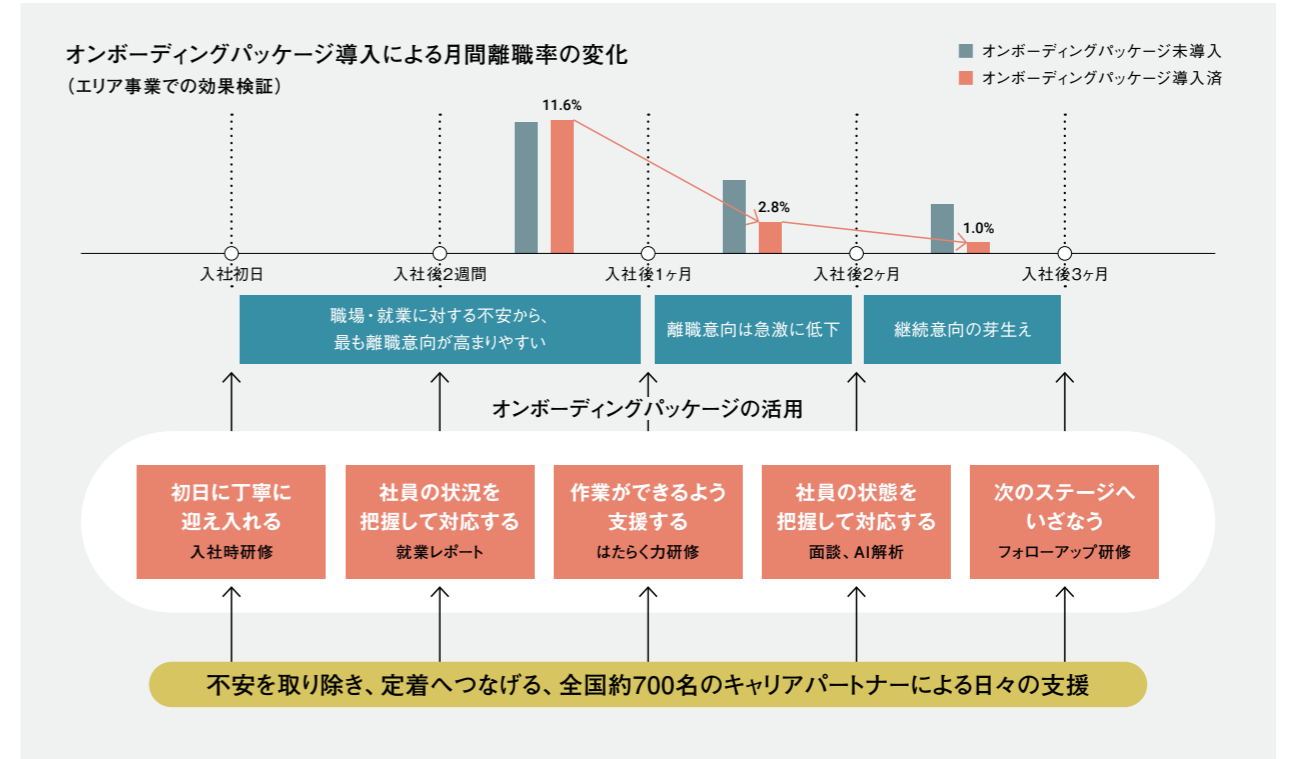 オンボーディングパッケージ導入による月間離職率の変化
（エリア事業での効果検証）
オンボーディングパッケージ未導入
オンボーディングパッケージ導入済
11.6%
2.8%
1.0%
入社初日
入社後2週間
入社後1ヶ月
入社後2ヶ月
入社後3ヶ月
職場・就業に対する不安から、
最も離職意向が高まりやすい
離職意向は急激に低下
継続意向の芽生え
オンボーディングパッケージの活用
初日に丁寧に
迎え入れる
入社時研修
社員の状況を
把握して対応する
就業レポート
作業ができるよう
支援する
はたらく力研修
社員の状態を
把握して対応する
面談、AI解析
次のステージへ
いざなう
フォローアップ研修
不安を取り除き、定着へつなげる、全国約700名のキャリアパートナーによる日々の支援